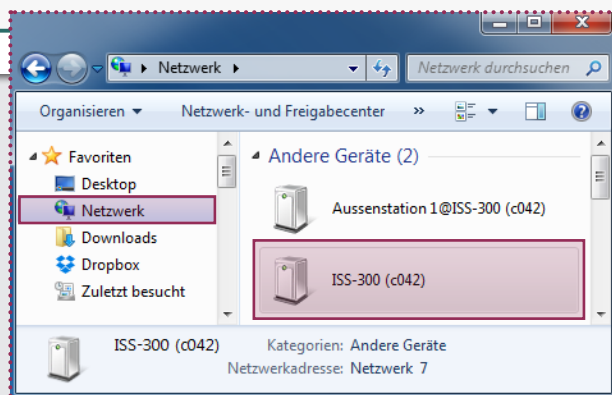 Netzwerk
Netzwerk durchsuchen
Organisieren
Netzwerk- und Freigabecenter
»
Favoriten
Desktop
Netzwerk
Downloads
Dropbox
Zuletzt besucht
Andere Geräte (2)
Aussenstation 1@ISS-300 (c042)
ISS-300 (c042)
ISS-300 (c042) Kategorien: Andere Geräte
Netzwerkadresse: Netzwerk 7